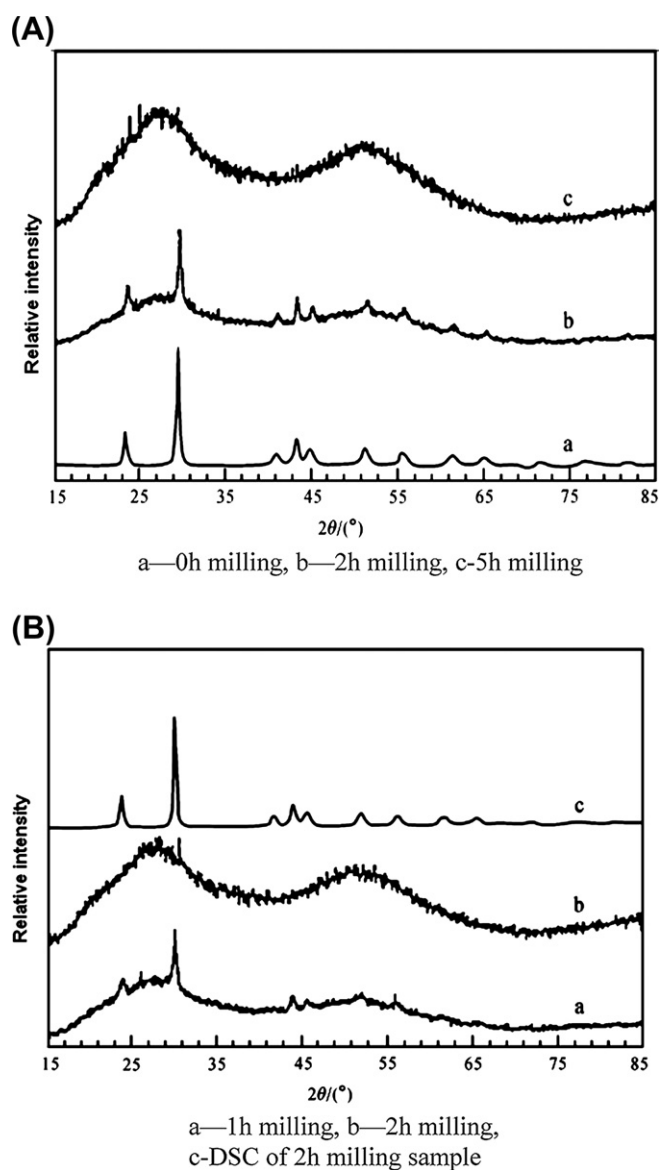 (A)
Relative intensity
c
b
a
15 25 35 45 55 65 75 85
2θ/(°)
a—0h milling, b—2h milling, c-5h milling
(B)
Relative intensity
c
b
a
15 25 35 45 55 65 75 85
2θ/(°)
a—1h milling, b—2h milling,
c-DSC of 2h milling sample